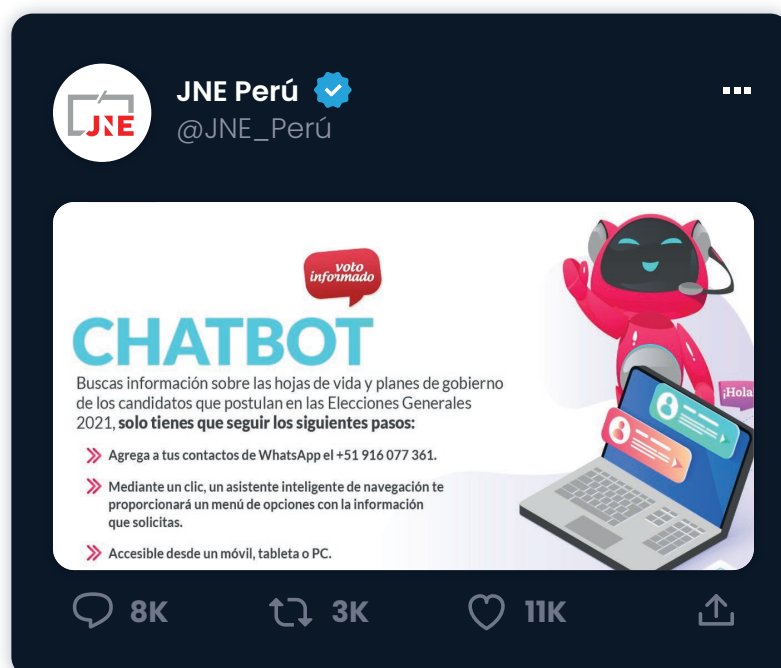 JNE Perú
@JNE_Perú
JNE
voto
informado
CHATBOT
Buscas información sobre las hojas de vida y planes de gobierno
de los candidatos que postulan en las Elecciones Generales
2021, solo tienes que seguir los siguientes pasos:
Agrega a tus contactos de WhatsApp el +51 916 077 361.
Mediante un clic, un asistente inteligente de navegación te
proporcionará un menú de opciones con la información
que solicitas.
Accesible desde un móvil, tableta o PC.
¡Hola
8K
3K
11K